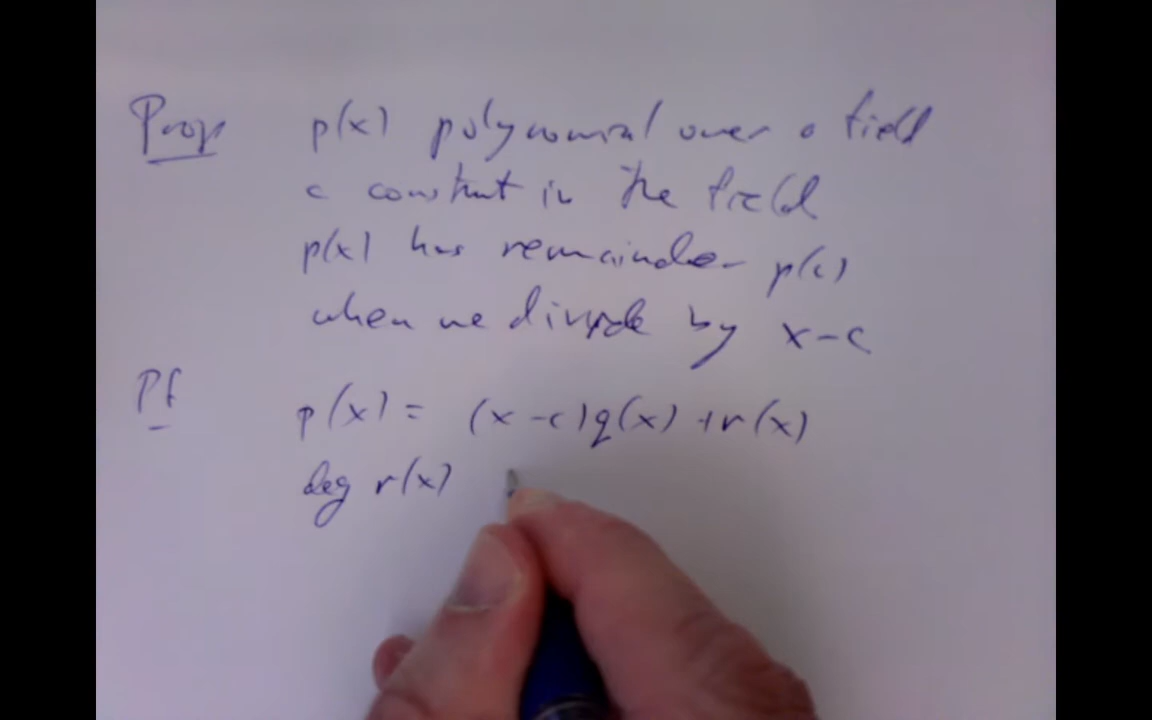 Prop p(x) polynomial over a field
c constant in the field
p(x) has remainder p(c)
when we divide by x-c
Pf p(x) = (x-c)q(x)+r(x)
deg r(x)